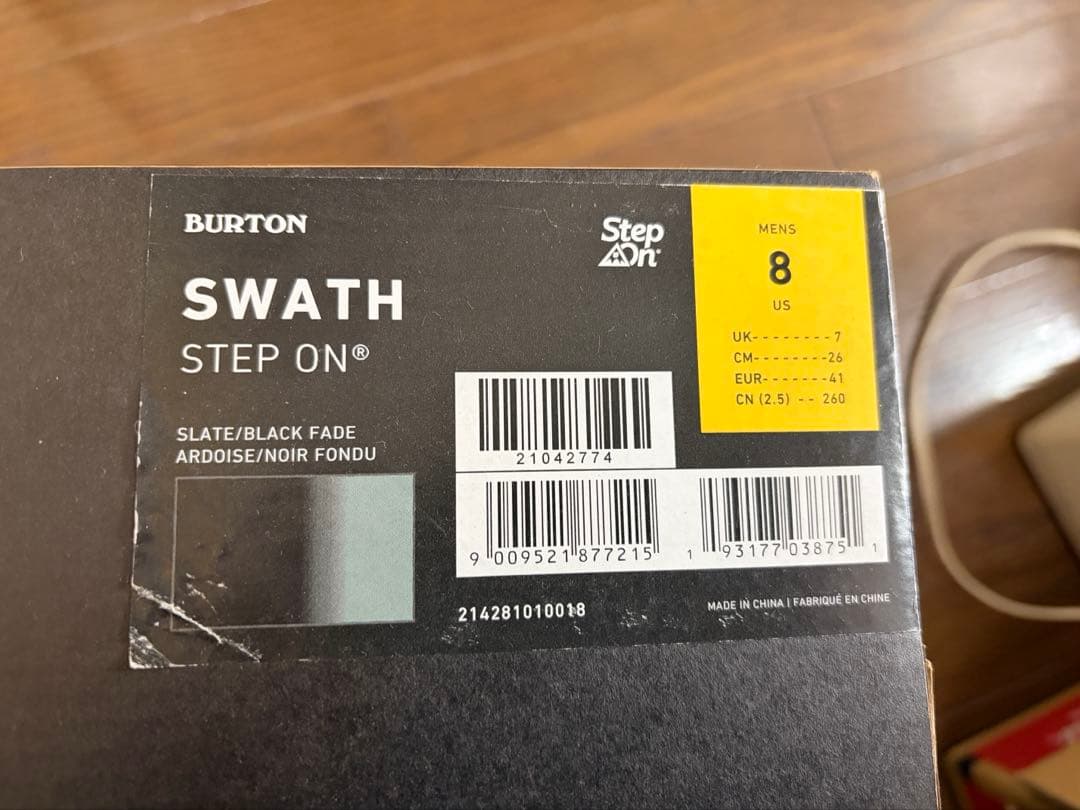 BURTON
Step On®
SWATH
STEP ON®
SLATE/BLACK FADE
ARDOISE/NOIR FONDU
MENS
8
US
UK--------7
CM-------26
EUR-------41
CN (2.5) -- 260
21042774
9 009521 877215
1 93177 03875 1
214281010018
MADE IN CHINA | FABRIQUÉ EN CHINE